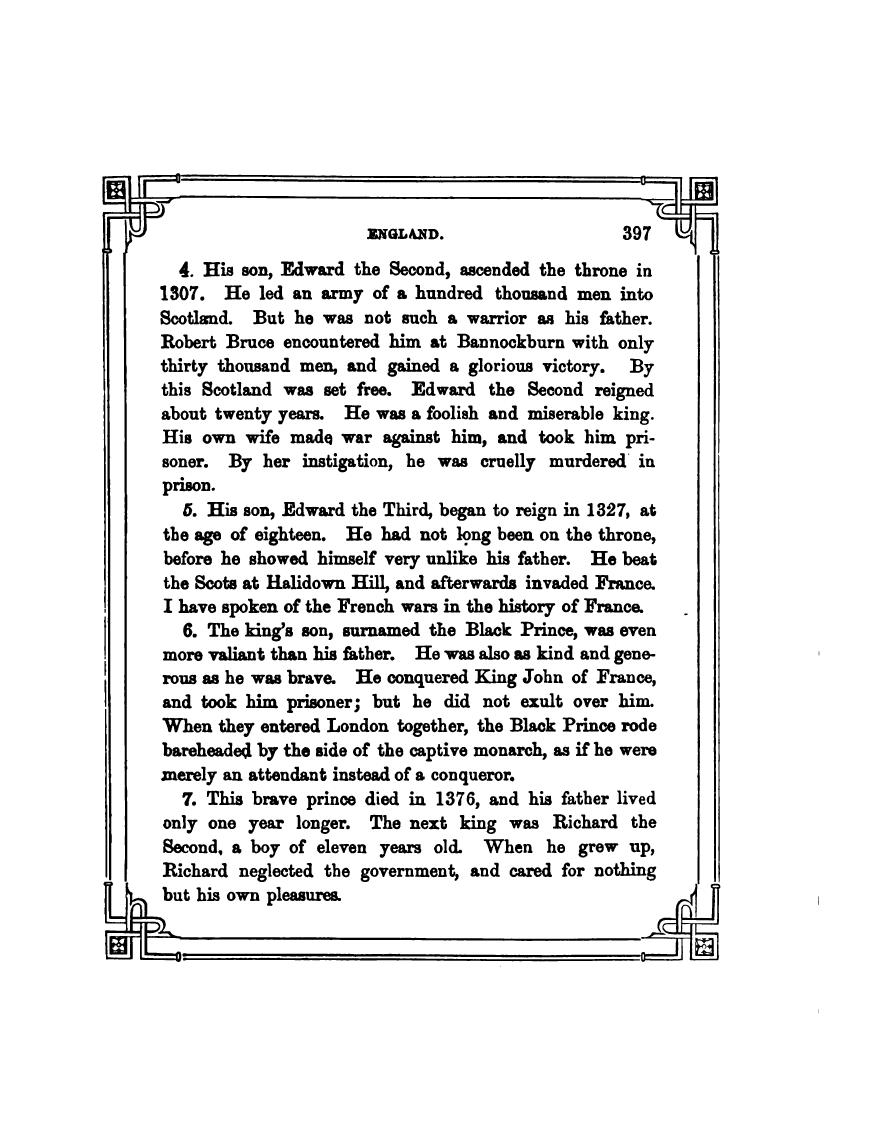 ENGLAND. 397
4. His son, Edward the Second, ascended the throne in
1307. He led an army of a hundred thousand men into
Scotland. But he was not such a warrior as his father.
Robert Bruce encountered him at Bannockburn with only
thirty thousand men, and gained a glorious victory. By
this Scotland was set free. Edward the Second reigned
about twenty years. He was a foolish and miserable king.
His own wife made war against him, and took him pri-
soner. By her instigation, he was cruelly murdered in
prison.
5. His son, Edward the Third, began to reign in 1327, at
the age of eighteen. He had not long been on the throne,
before he showed himself very unlike his father. He beat
the Scots at Halidown Hill, and afterwards invaded France.
I have spoken of the French wars in the history of France.
6. The king's son, surnamed the Black Prince, was even
more valiant than his father. He was also as kind and gene-
rous as he was brave. He conquered King John of France,
and took him prisoner; but he did not exult over him.
When they entered London together, the Black Prince rode
bareheaded by the side of the captive monarch, as if he were
merely an attendant instead of a conqueror.
7. This brave prince died in 1376, and his father lived
only one year longer. The next king was Richard the
Second, a boy of eleven years old. When he grew up,
Richard neglected the government, and cared for nothing
but his own pleasures.